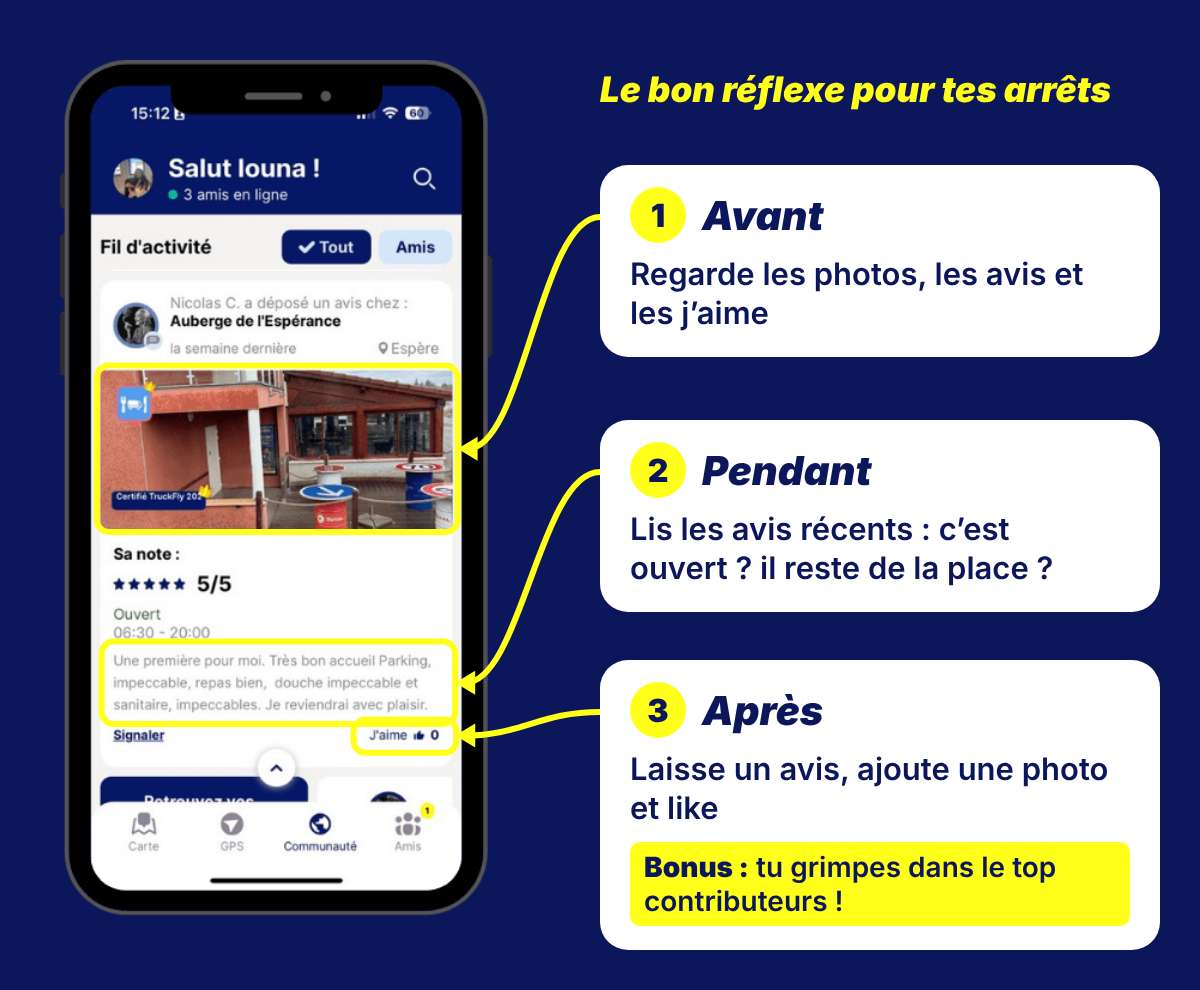 Le bon réflexe pour tes arrêts
15:12
60
Salut louna !
3 amis en ligne
Fil d'activité
Tout
Amis
Nicolas C. a déposé un avis chez :
Auberge de l'Espérance
la semaine dernière
Espère
Certifié TruckFly 202
Sa note :
5/5
Ouvert
06:30 - 20:00
Une première pour moi. Très bon accueil Parking,
impeccable, repas bien, douche impeccable et
sanitaire, impeccables. Je reviendrai avec plaisir.
Signaler
J'aime 0
Retrouvez vos
Carte
GPS
Communauté
Amis
1
1 Avant
Regarde les photos, les avis et
les j’aime
2 Pendant
Lis les avis récents : c’est
ouvert ? il reste de la place ?
3 Après
Laisse un avis, ajoute une photo
et like
Bonus : tu grimpes dans le top
contributeurs !